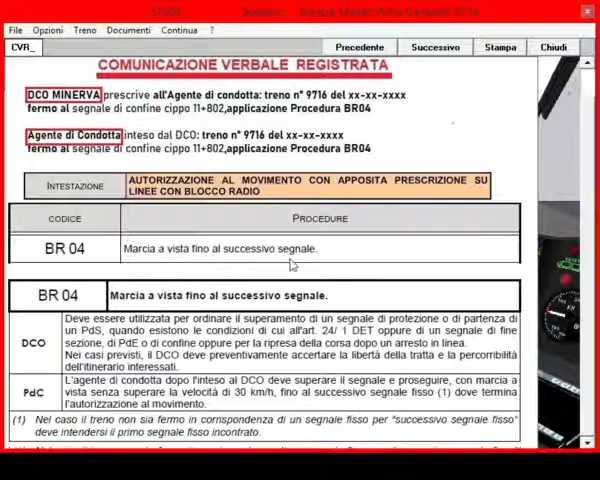 File Opzioni Treno Documenti Continua ?
CVR_ Precedente Successivo Stampa Chiudi
COMUNICAZIONE VERBALE REGISTRATA
DCO MINERVA prescrive all'Agente di condotta: treno n° 9716 del xx-xx-xxxx
fermo al segnale di confine cippo 11+802,applicazione Procedura BR04
Agente di Condotta inteso dal DCO: treno n° 9716 del xx-xx-xxxx
fermo al segnale di confine cippo 11+802,applicazione Procedura BR04
INTESTAZIONE
AUTORIZZAZIONE AL MOVIMENTO CON APPOSITA PRESCRIZIONE SU
LINEE CON BLOCCO RADIO
CODICE PROCEDURE
BR 04 Marcia a vista fino al successivo segnale.
BR 04 Marcia a vista fino al successivo segnale.
DCO
Deve essere utilizzata per ordinare il superamento di un segnale di protezione o di partenza
di un PdS, quando esistono le condizioni di cui all'art. 24/ 1 DET oppure di un segnale di fine
sezione, di PdE o di confine oppure per la ripresa della corsa dopo un arresto in linea.
Nei casi previsti, il DCO deve preventivamente accertare la libertà della tratta e la percorribilità
dell'itinerario interessati.
PdC
L'agente di condotta dopo l'inteso al DCO deve superare il segnale e proseguire, con marcia a
vista senza superare la velocità di 30 km/h, fino al successivo segnale fisso (1) dove termina
l'autorizzazione al movimento.
(1) Nel caso il treno non sia fermo in corrispondenza di un segnale fisso per "successivo segnale fisso"
deve intendersi il primo segnale fisso incontrato.